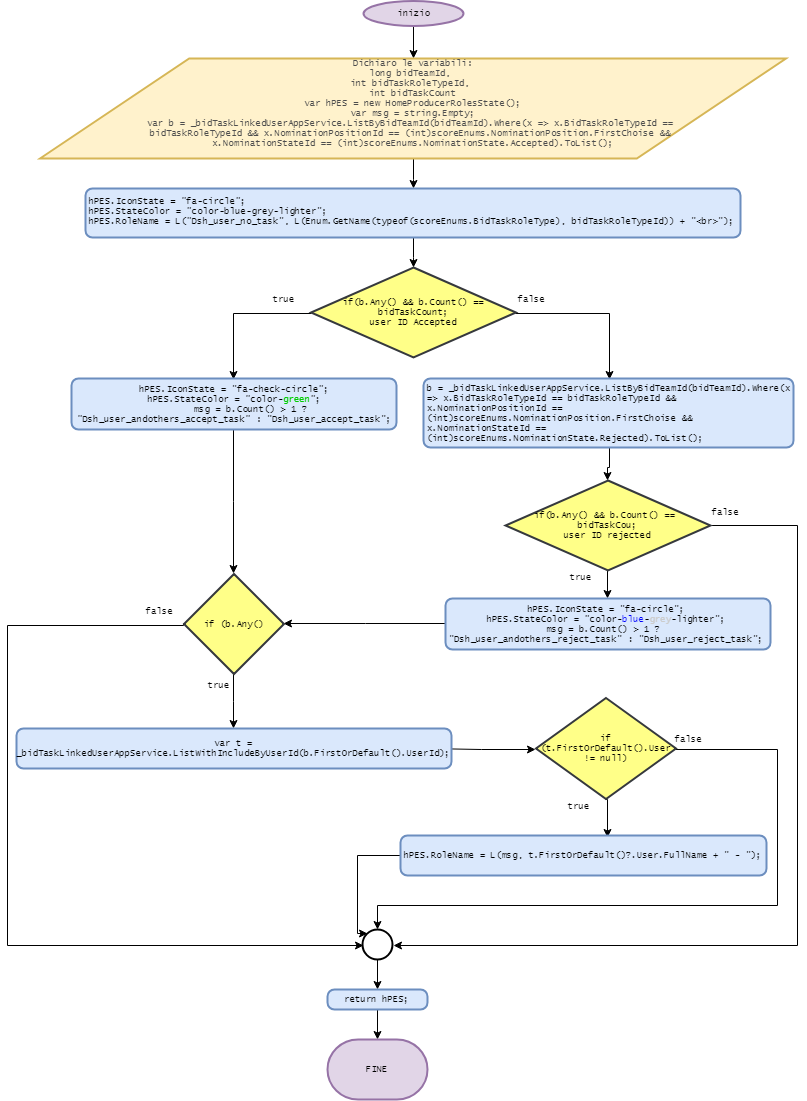 inizio
Dichiaro le variabili:
long bidTeamId,
int bidTaskRoleTypeId,
int bidTaskCount
var hPES = new HomeProducerRolesState();
var msg = string.Empty;
var b = _bidTaskLinkedUserAppService.ListByBidTeamId(bidTeamId).Where(x => x.BidTaskRoleTypeId ==
bidTaskRoleTypeId && x.NominationPositionId == (int)scoreEnums.NominationPosition.FirstChoise &&
x.NominationStateId == (int)scoreEnums.NominationState.Accepted).ToList();
hPES.IconState = "fa-circle";
hPES.StateColor = "color-blue-grey-lighter";
hPES.RoleName = L("Dsh_user_no_task", L(Enum.GetName(typeof(scoreEnums.BidTaskRoleType), bidTaskRoleTypeId)) + "<br>");
if(b.Any() && b.Count() ==
bidTaskCount;
user ID Accepted
true
false
hPES.IconState = "fa-check-circle";
hPES.StateColor = "color-green";
msg = b.Count() > 1 ?
"Dsh_user_andothers_accept_task" : "Dsh_user_accept_task";
b = _bidTaskLinkedUserAppService.ListByBidTeamId(bidTeamId).Where(x
=> x.BidTaskRoleTypeId == bidTaskRoleTypeId &&
x.NominationPositionId ==
(int)scoreEnums.NominationPosition.FirstChoise &&
x.NominationStateId ==
(int)scoreEnums.NominationState.Rejected).ToList();
if(b.Any() && b.Count() ==
bidTaskCou;
user ID rejected
false
true
hPES.IconState = "fa-circle";
hPES.StateColor = "color-blue-grey-lighter";
msg = b.Count() > 1 ?
"Dsh_user_andothers_reject_task" : "Dsh_user_reject_task";
if (b.Any()
false
true
var t =
_bidTaskLinkedUserAppService.ListWithIncludeByUserId(b.FirstOrDefault().UserId);
if
(t.FirstOrDefault().User
!= null)
false
true
hPES.RoleName = L(msg, t.FirstOrDefault()?.User.FullName + " - ");
return hPES;
FINE